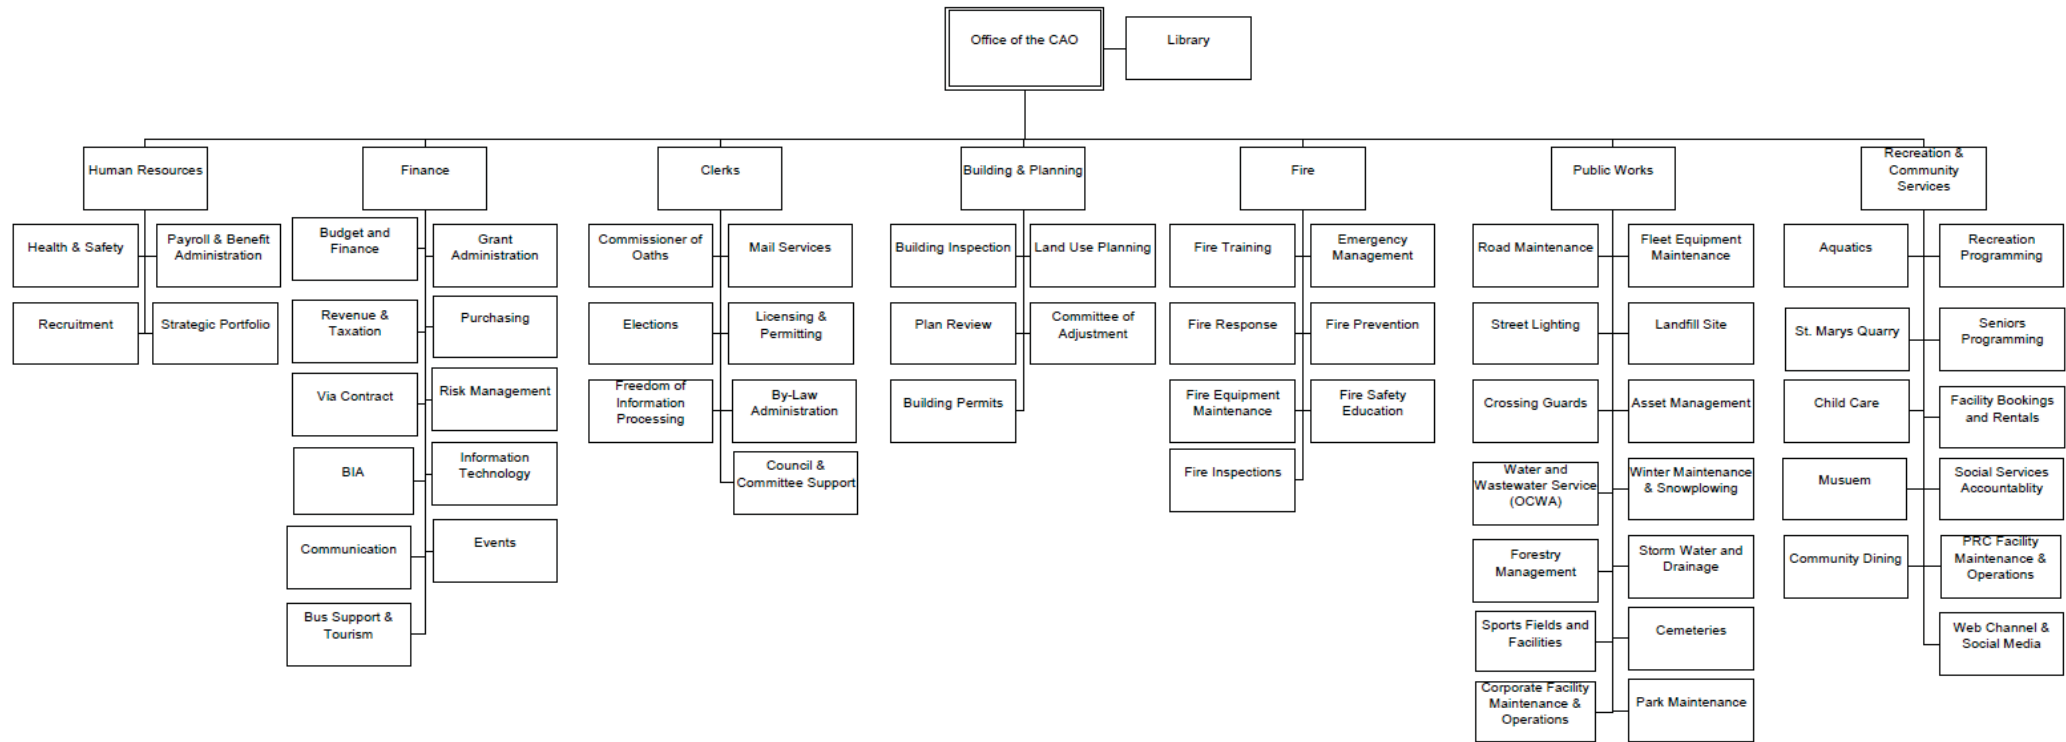 Office of the CAO
Library
Human Resources
Finance
Clerks
Building & Planning
Fire
Public Works
Recreation &
Community
Services
Health & Safety
Payroll & Benefit
Administration
Recruitment
Strategic Portfolio
Budget and
Finance
Grant
Administration
Revenue &
Taxation
Purchasing
Via Contract
Risk Management
BIA
Information
Technology
Communication
Events
Bus Support &
Tourism
Commissioner of
Oaths
Mail Services
Elections
Licensing &
Permitting
Freedom of
Information
Processing
By-Law
Administration
Council &
Committee Support
Building Inspection
Land Use Planning
Plan Review
Committee of
Adjustment
Building Permits
Fire Training
Emergency
Management
Fire Response
Fire Prevention
Fire Equipment
Maintenance
Fire Safety
Education
Fire Inspections
Road Maintenance
Fleet Equipment
Maintenance
Street Lighting
Landfill Site
Crossing Guards
Asset Management
Water and
Wastewater Service
(OCWA)
Winter Maintenance
& Snowplowing
Forestry
Management
Storm Water and
Drainage
Sports Fields and
Facilities
Cemeteries
Corporate Facility
Maintenance &
Operations
Park Maintenance
Aquatics
Recreation
Programming
St. Marys Quarry
Seniors
Programming
Child Care
Facility Bookings
and Rentals
Musuem
Social Services
Accountablity
Community Dining
PRC Facility
Maintenance &
Operations
Web Channel &
Social Media